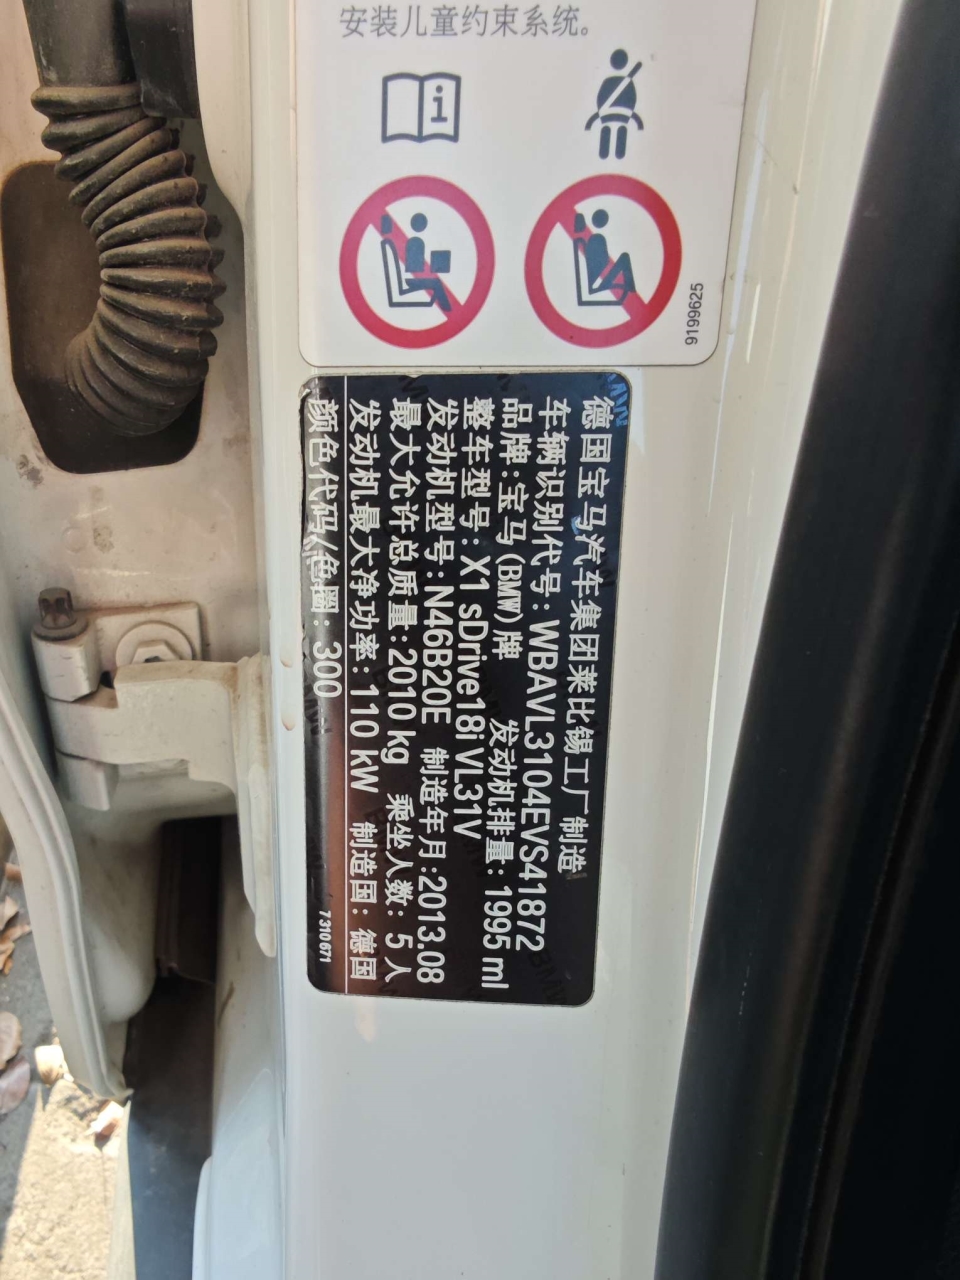 安装儿童约束系统。
9199625
德国宝马汽车集团莱比锡工厂制造
车辆识别代号: WBAVL3104EVS41872
品牌:宝马(BMW)牌 发动机排量: 1995 ml
整车型号: X1 sDrive18i VL31V
发动机型号: N46B20E 制造年月:2013.08
最大允许总质量: 2010 kg 乘坐人数: 5 人
发动机最大净功率: 110 kW 制造国: 德国
颜色代码/色圈: 300
7310671